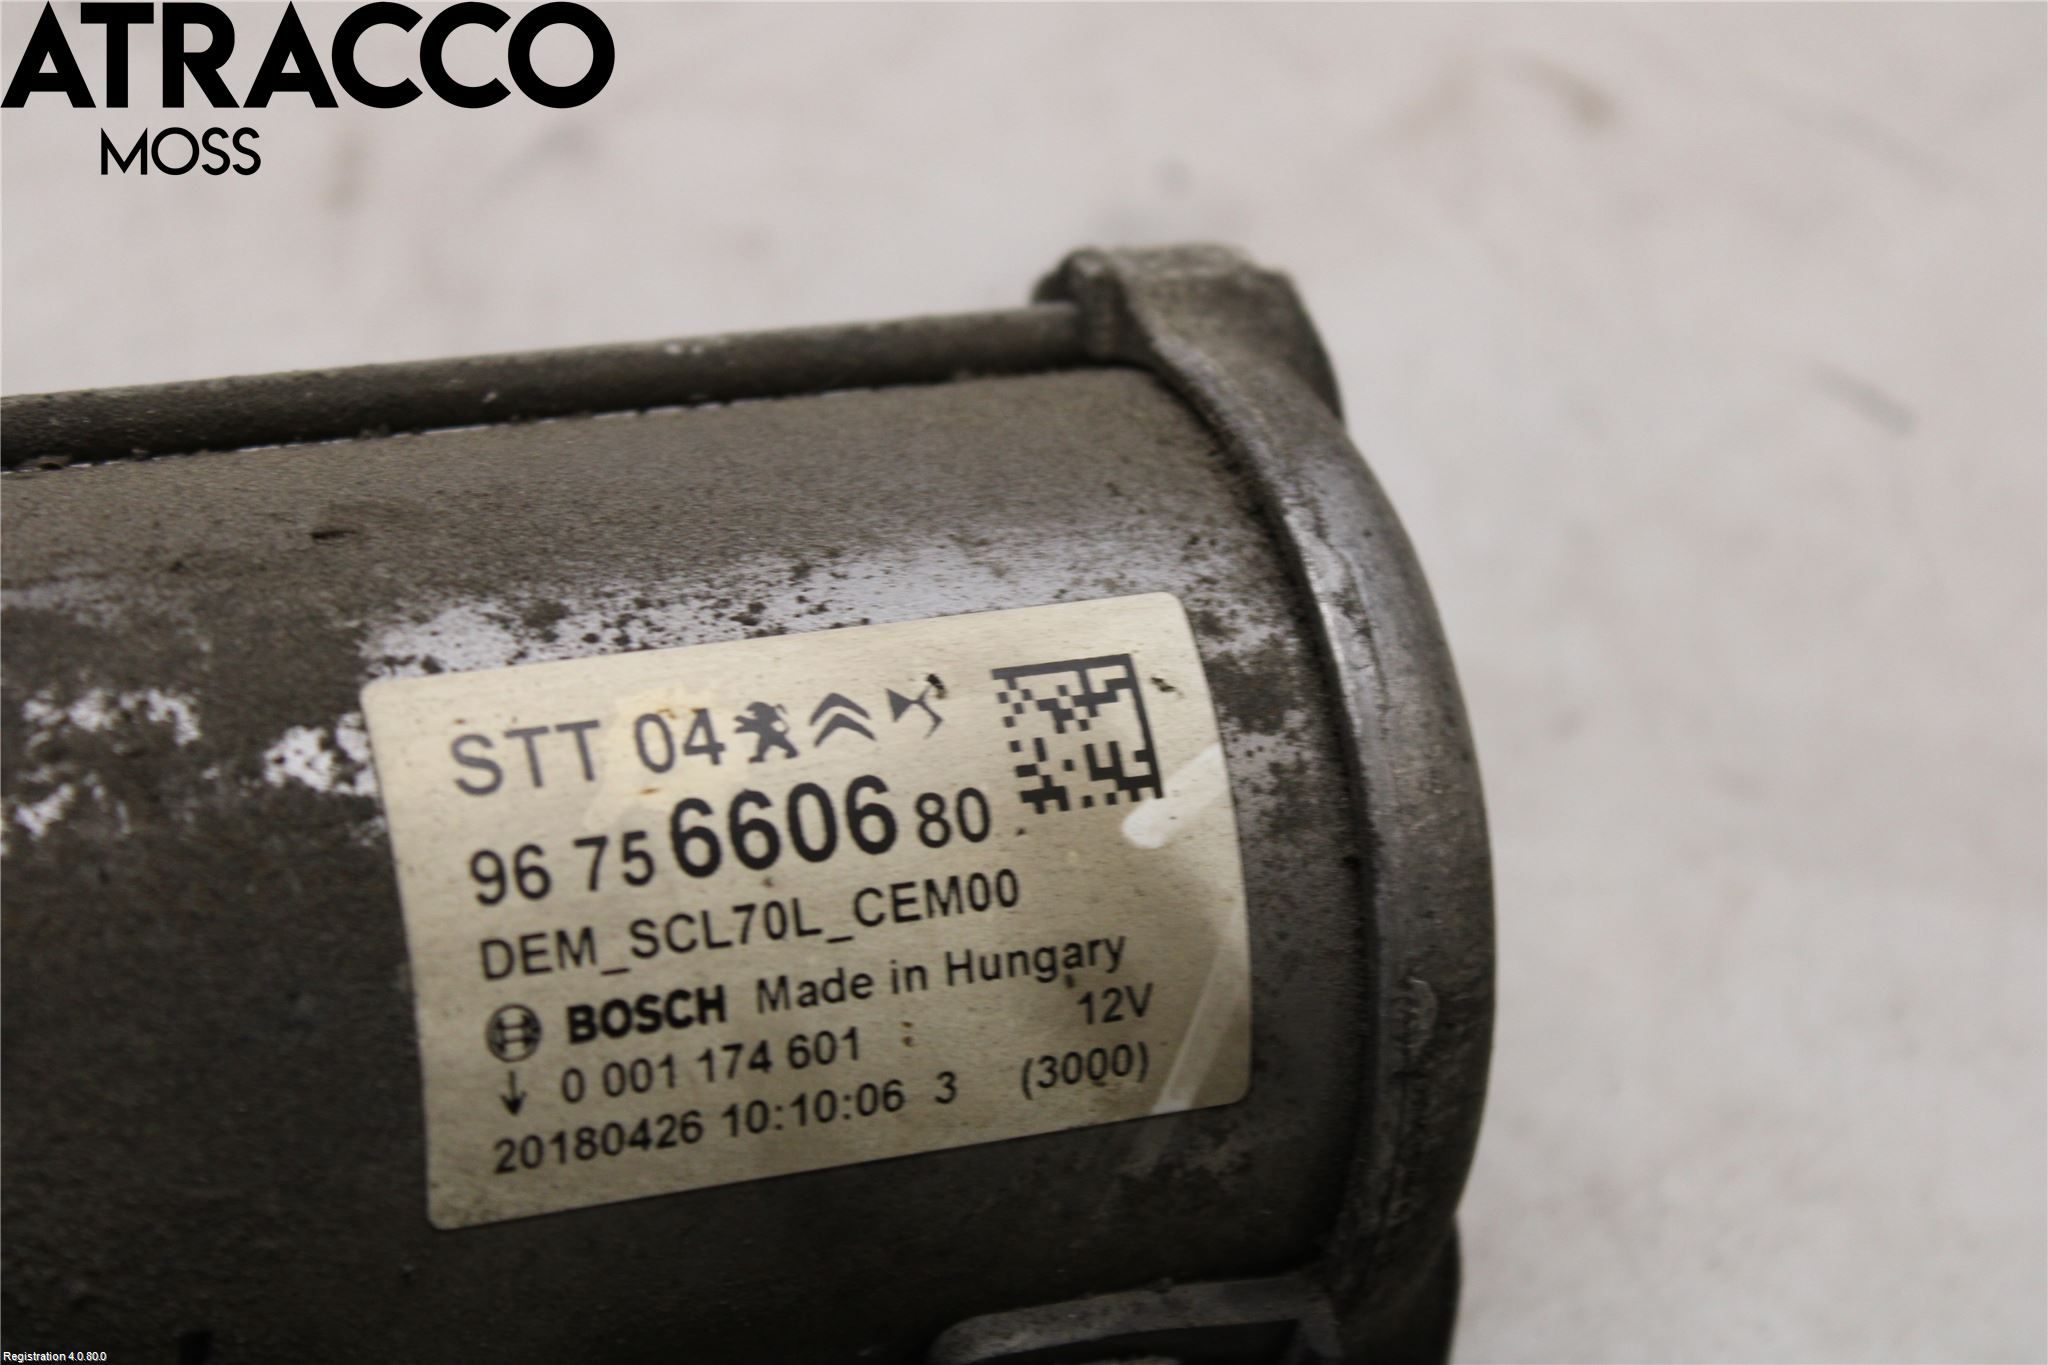 ATRACCO
MOSS
STT 04
96 75 6606 80
DEM_SCL70L_CEM00
BOSCH Made in Hungary
0 001 174 601 12V
20180426 10:10:06 3 (3000)
Registration 4.0.80.0